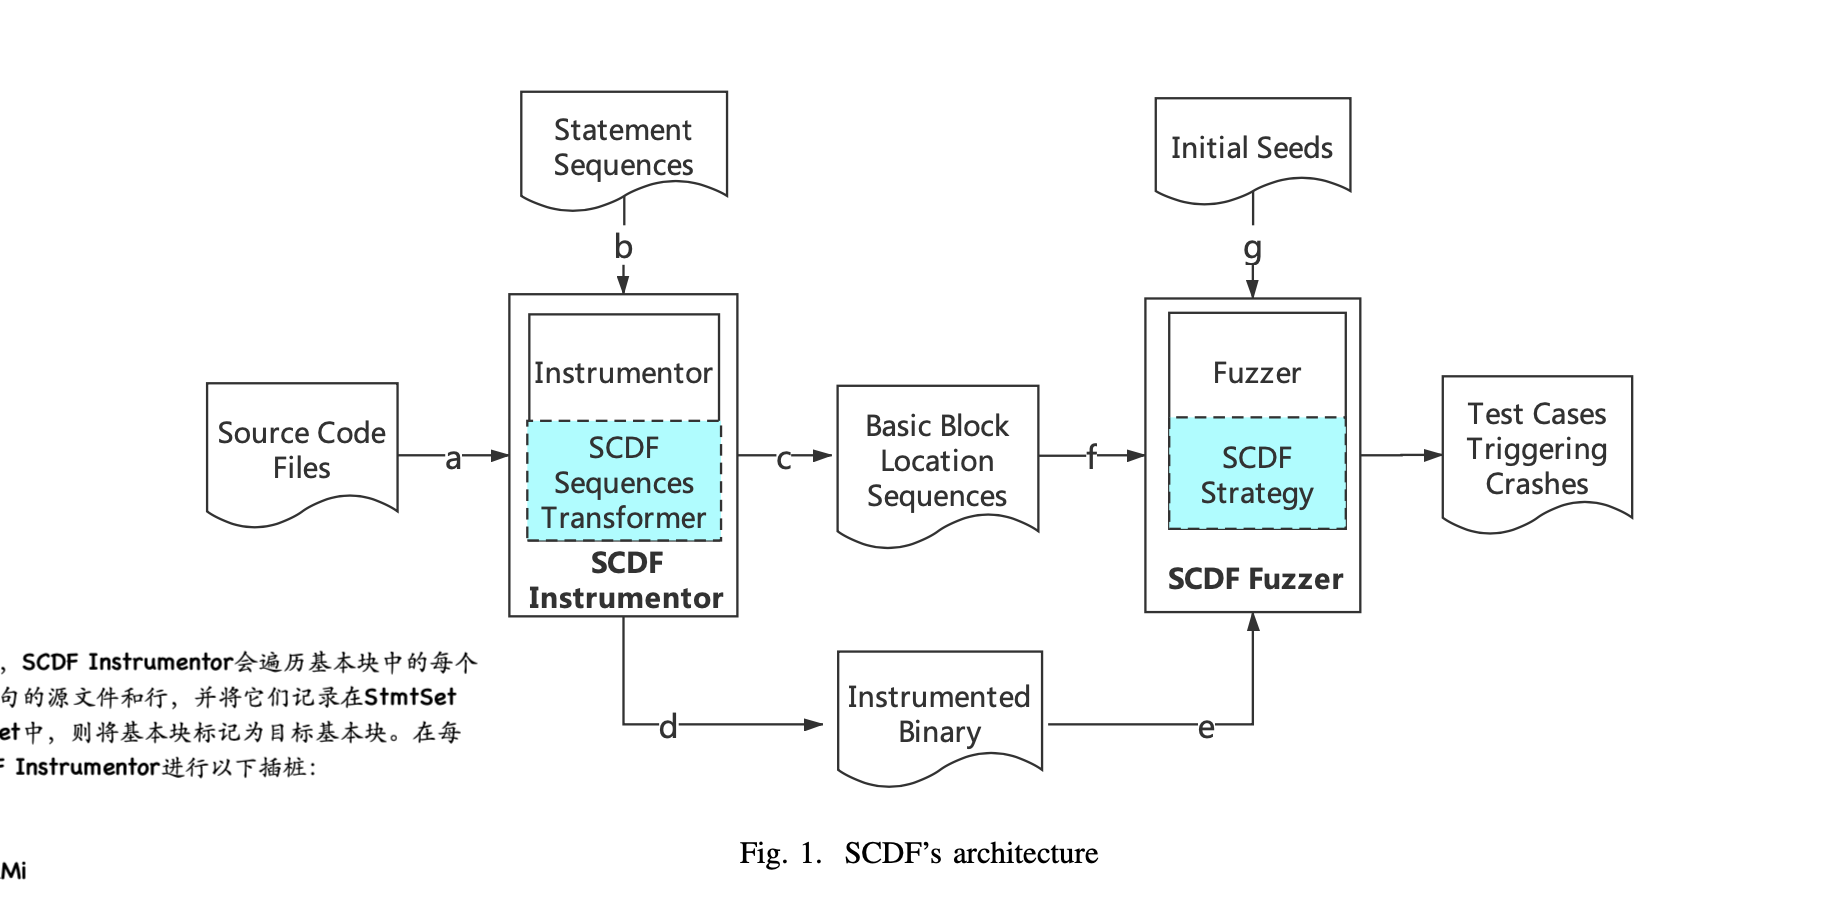 Statement
Sequences
Initial Seeds
b
g
Instrumentor
Fuzzer
Source Code
Files
a
SCDF
Sequences
Transformer
SCDF
Instrumentor
c
Basic Block
Location
Sequences
f
SCDF
Strategy
SCDF Fuzzer
Test Cases
Triggering
Crashes
d
Instrumented
Binary
e
，SCDF Instrumentor会遍历基本块中的每个
句的源文件和行，并将它们记录在StmtSet
et中，则将基本块标记为目标基本块。在每
F Instrumentor进行以下插桩：
Fig. 1. SCDF's architecture
Mi